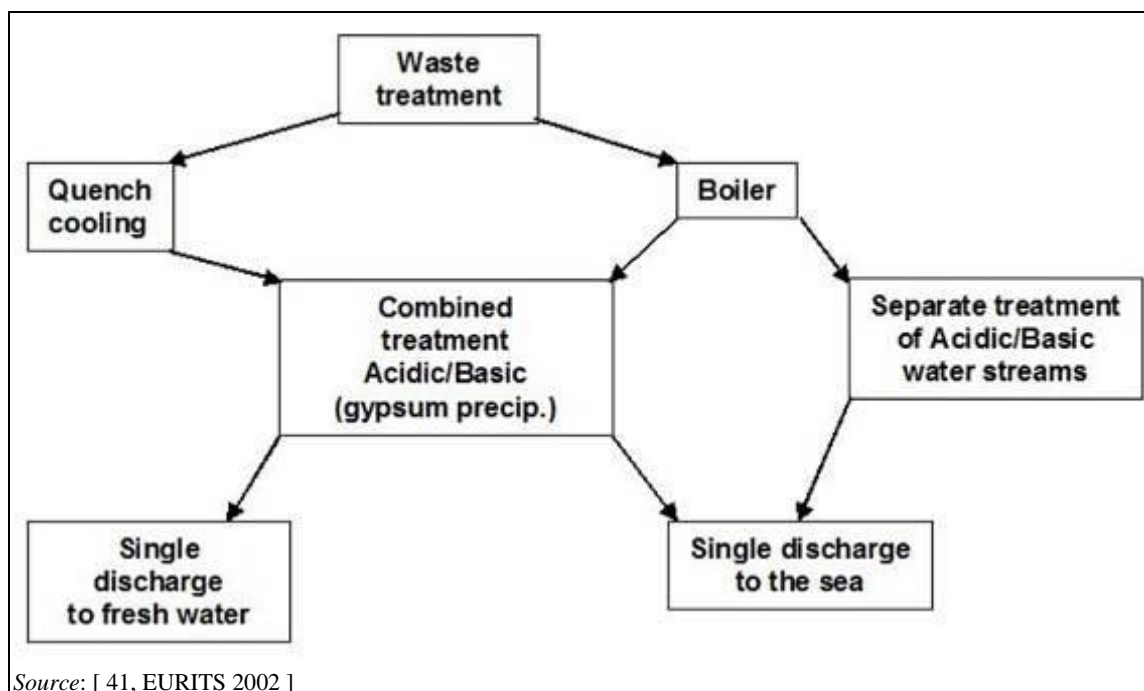 Waste
treatment
Quench
cooling
Boiler
Combined
treatment
Acidic/Basic
(gypsum precip.)
Separate treatment
of Acidic/Basic
water streams
Single
discharge
to fresh water
Single discharge
to the sea
Source: [ 41, EURITS 2002 ]